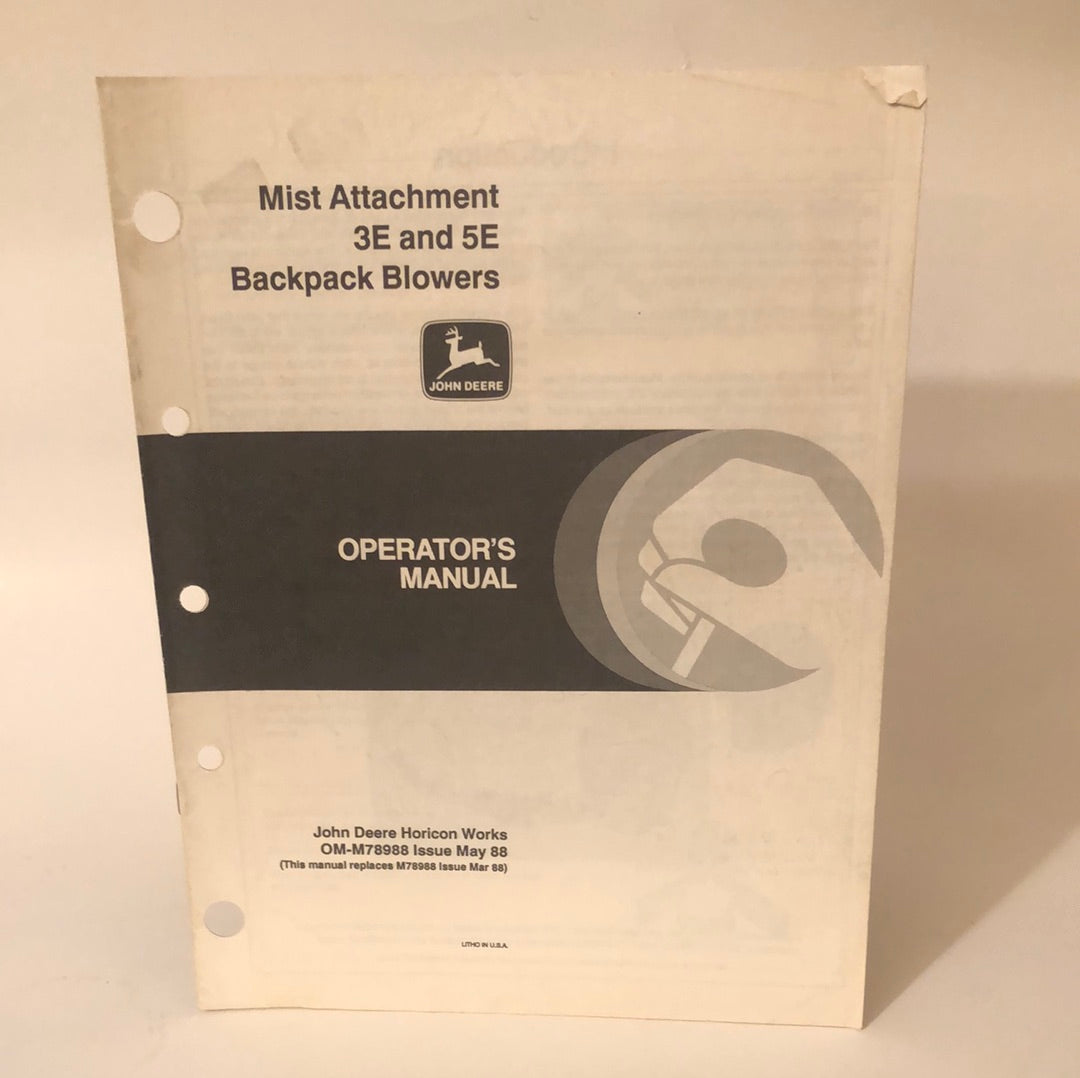 Mist Attachment
3E and 5E
Backpack Blowers
JOHN DEERE
OPERATOR'S
MANUAL
John Deere Horicon Works
OM-M78988 Issue May 88
(This manual replaces M78988 Issue Mar 88)
LITHO IN U.S.A.